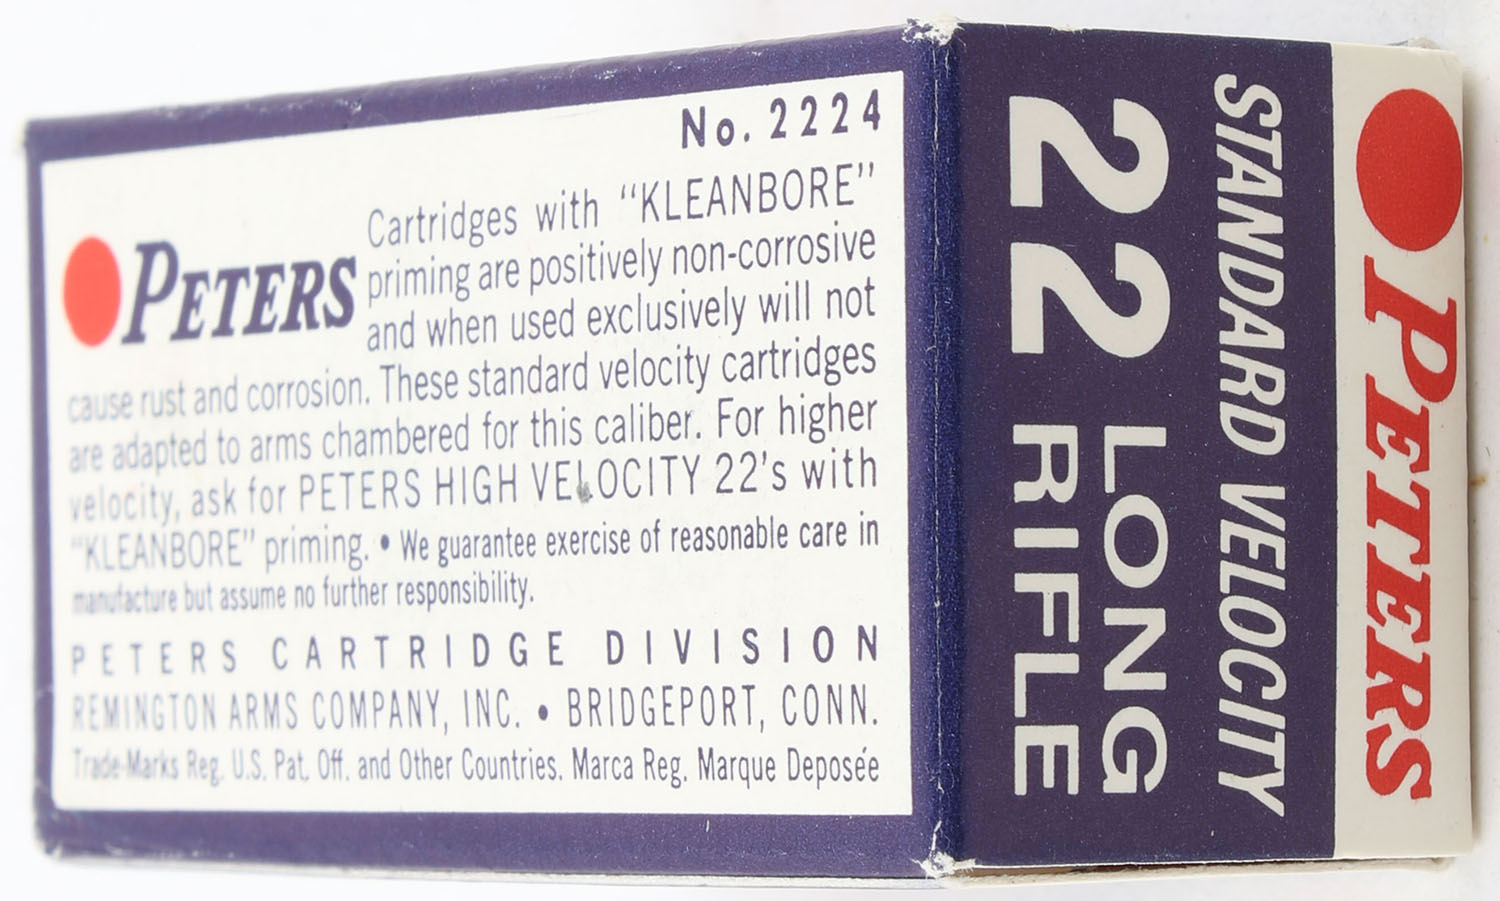 No. 2224
PETERS
Cartridges with “KLEANBORE”
priming are positively non-corrosive
and when used exclusively will not
cause rust and corrosion. These standard velocity cartridges
are adapted to arms chambered for this caliber. For higher
velocity, ask for PETERS HIGH VELOCITY 22's with
“KLEANBORE” priming. • We guarantee exercise of reasonable care in
manufacture but assume no further responsibility.
PETERS CARTRIDGE DIVISION
REMINGTON ARMS COMPANY, INC. • BRIDGEPORT, CONN.
Trade-Marks Reg. U.S. Pat. Off. and Other Countries. Marca Reg. Marque Deposée
PETERS
STANDARD VELOCITY
22 LONG
22 RIFLE